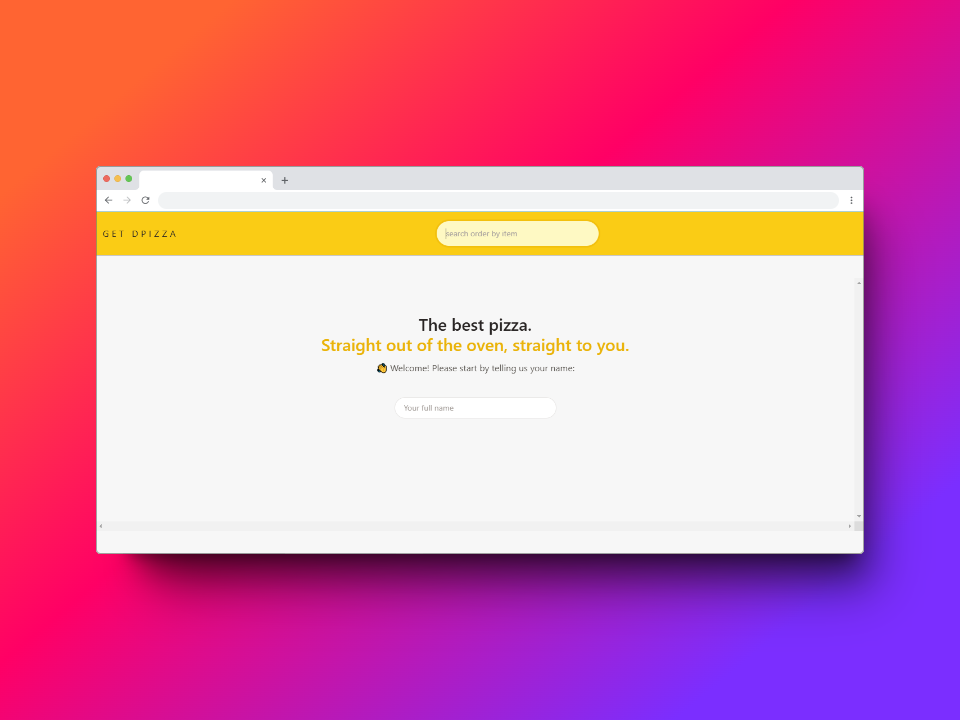 GET DPIZZA
search order by item
The best pizza.
Straight out of the oven, straight to you.
👏 Welcome! Please start by telling us your name:
Your full name